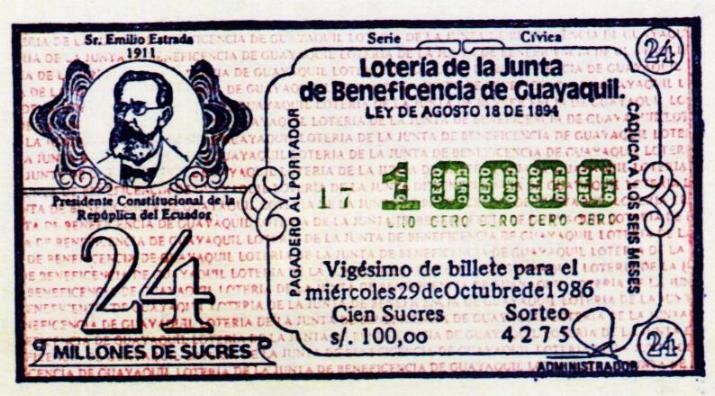 Sr. Emilio Estrada
1911
Presidente Constitucional de la
República del Ecuador
24
MILLONES DE SUCRES
Serie Cívica
Lotería de la Junta
de Beneficencia de Guayaquil.
LEY DE AGOSTO 18 DE 1894
PAGADERO AL PORTADOR
17 10000
UNO CERO CERO CERO CERO
Vigésimo de billete para el
miércoles 29 de Octubre de 1986
Cien Sucres Sorteo
s/. 100,oo 4275
ADMINISTRADOR
CADUCA A LOS SEIS MESES
24
24